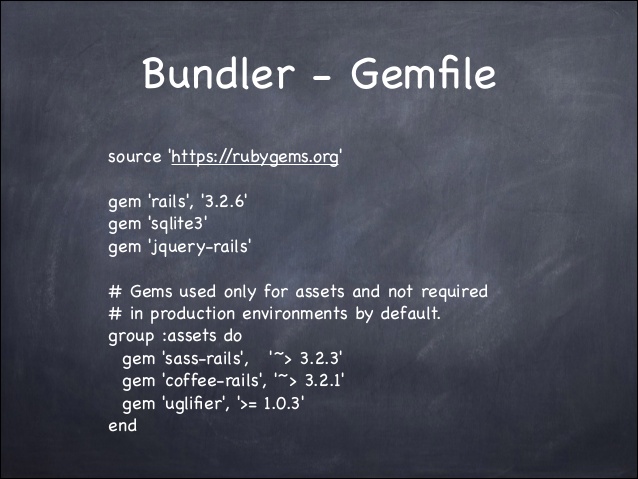 Bundler - Gemfile
source 'https://rubygems.org'
gem 'rails', '3.2.6'
gem 'sqlite3'
gem 'jquery-rails'
# Gems used only for assets and not required
# in production environments by default.
group :assets do
gem 'sass-rails', '~> 3.2.3'
gem 'coffee-rails', '~> 3.2.1'
gem 'uglifier', '>= 1.0.3'
end